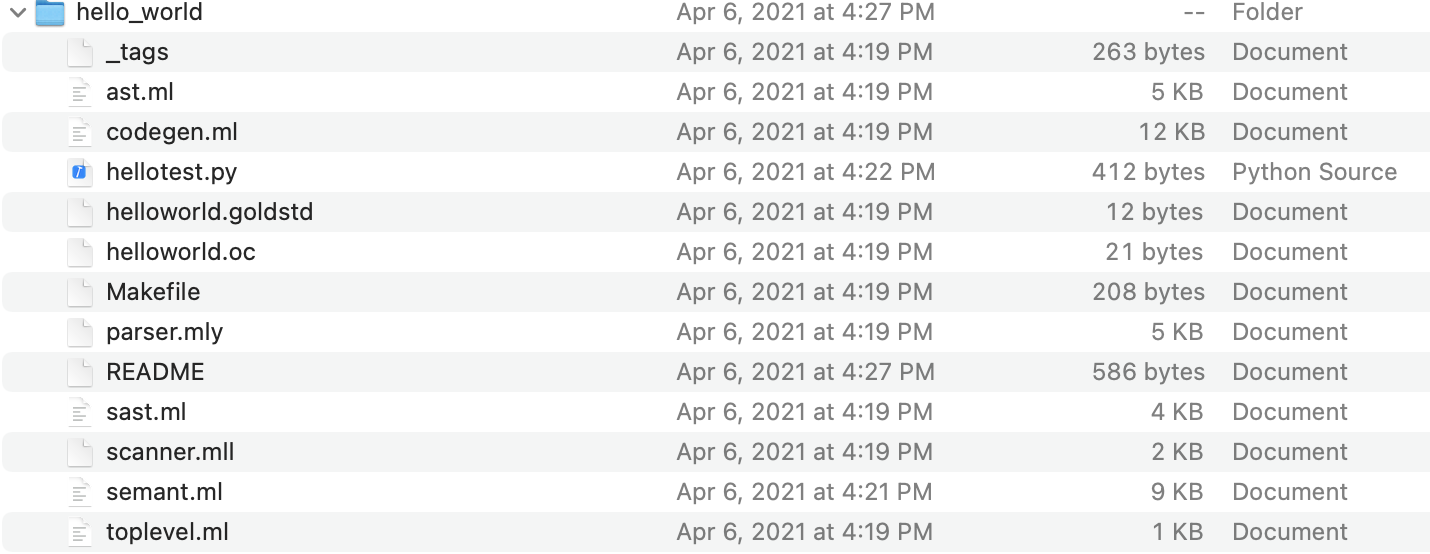 hello_world Apr 6, 2021 at 4:27 PM -- Folder
_tags Apr 6, 2021 at 4:19 PM 263 bytes Document
ast.ml Apr 6, 2021 at 4:19 PM 5 KB Document
codegen.ml Apr 6, 2021 at 4:19 PM 12 KB Document
hellotest.py Apr 6, 2021 at 4:22 PM 412 bytes Python Source
helloworld.goldstd Apr 6, 2021 at 4:19 PM 12 bytes Document
helloworld.oc Apr 6, 2021 at 4:19 PM 21 bytes Document
Makefile Apr 6, 2021 at 4:19 PM 208 bytes Document
parser.mly Apr 6, 2021 at 4:19 PM 5 KB Document
README Apr 6, 2021 at 4:27 PM 586 bytes Document
sast.ml Apr 6, 2021 at 4:19 PM 4 KB Document
scanner.mll Apr 6, 2021 at 4:19 PM 2 KB Document
semant.ml Apr 6, 2021 at 4:21 PM 9 KB Document
toplevel.ml Apr 6, 2021 at 4:19 PM 1 KB Document